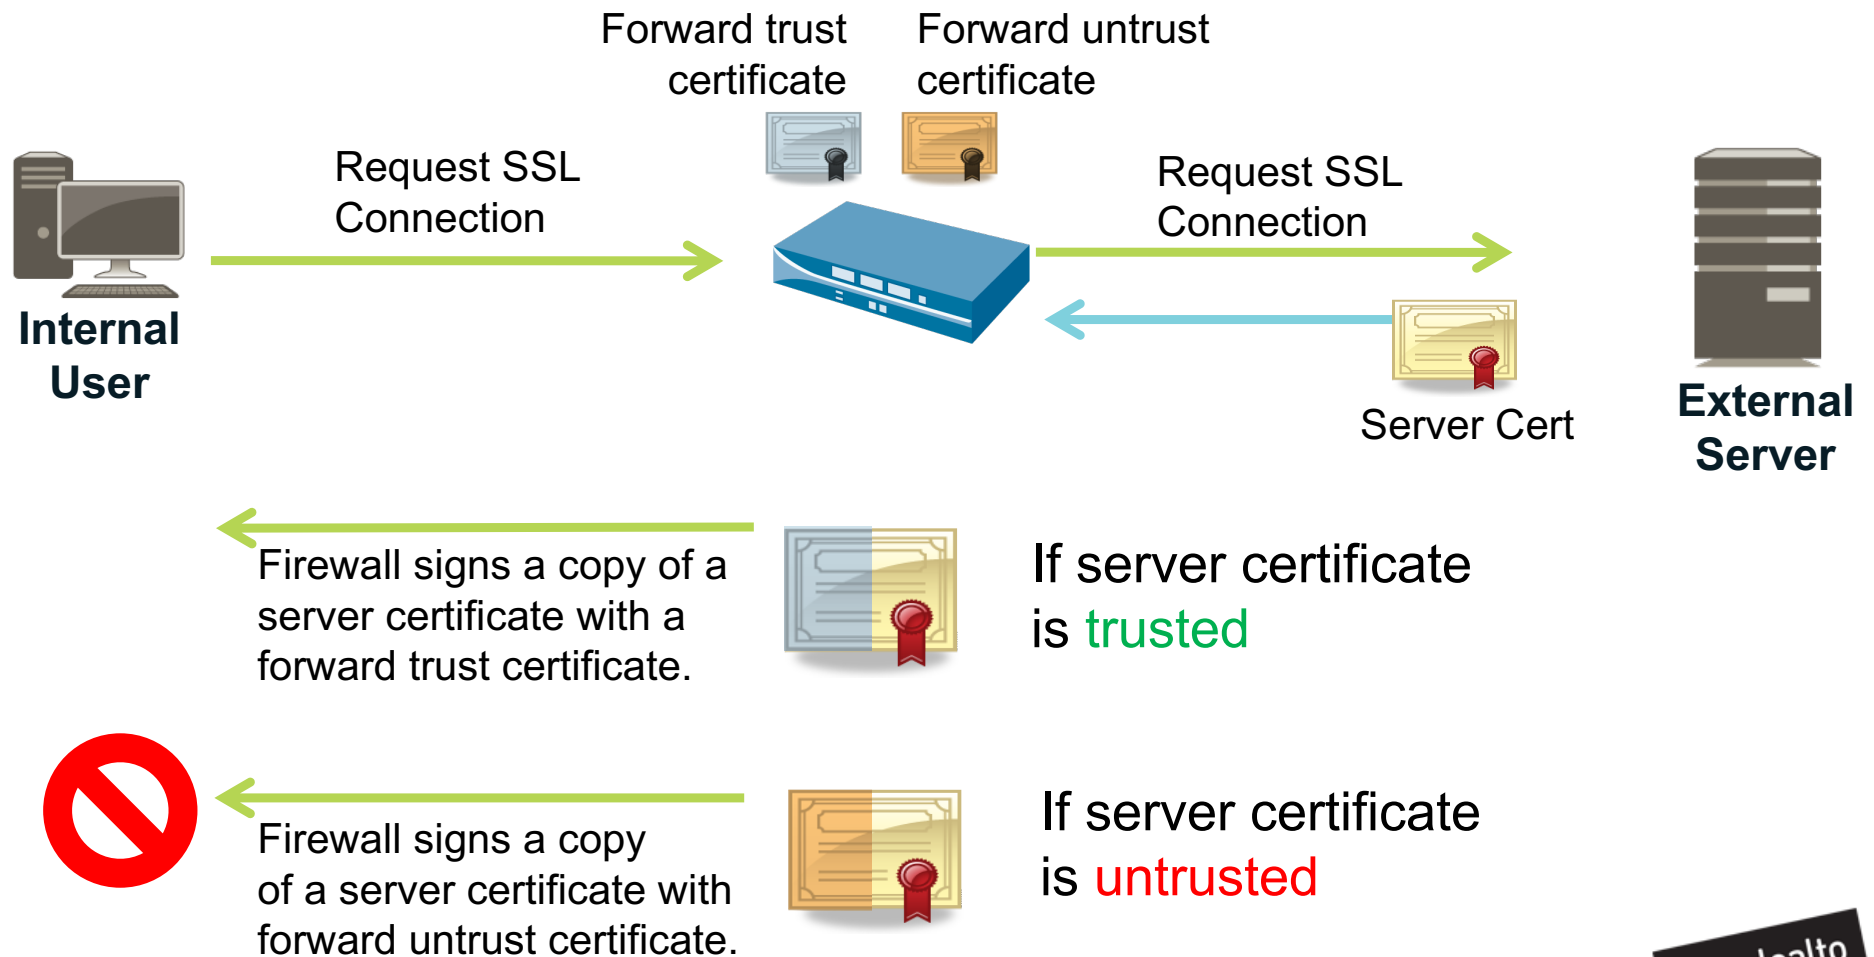 Forward trust
certificate
Forward untrust
certificate
Request SSL
Connection
Request SSL
Connection
Internal
User
Server Cert
External
Server
Firewall signs a copy of a
server certificate with a
forward trust certificate.
If server certificate
is trusted
Firewall signs a copy
of a server certificate with
forward untrust certificate.
If server certificate
is untrusted